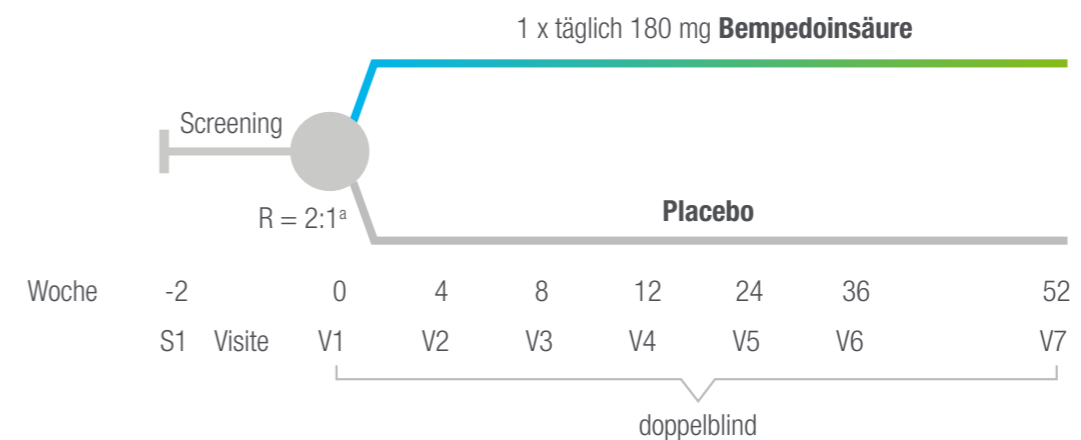 1 x täglich 180 mg Bempedoinsäure
Screening
R = 2:1ª
Placebo
Woche -2 0 4 8 12 24 36 52
S1 Visite V1 V2 V3 V4 V5 V6 V7
doppelblind